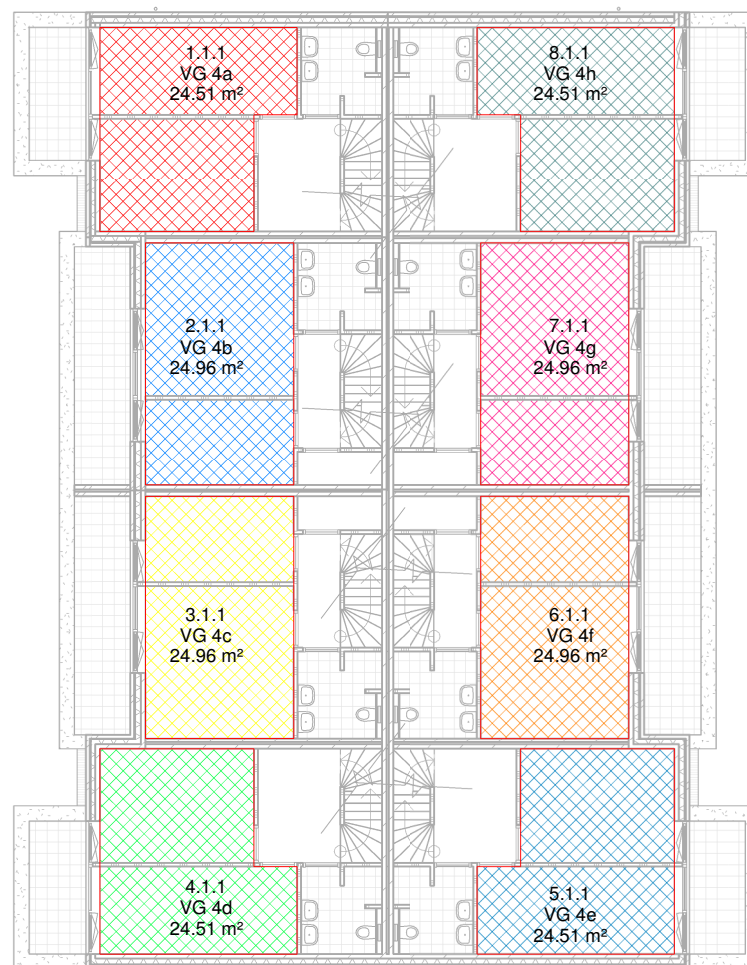 1.1.1
VG 4a
24.51 m²
8.1.1
VG 4h
24.51 m²
2.1.1
VG 4b
24.96 m²
7.1.1
VG 4g
24.96 m²
3.1.1
VG 4c
24.96 m²
6.1.1
VG 4f
24.96 m²
4.1.1
VG 4d
24.51 m²
5.1.1
VG 4e
24.51 m²